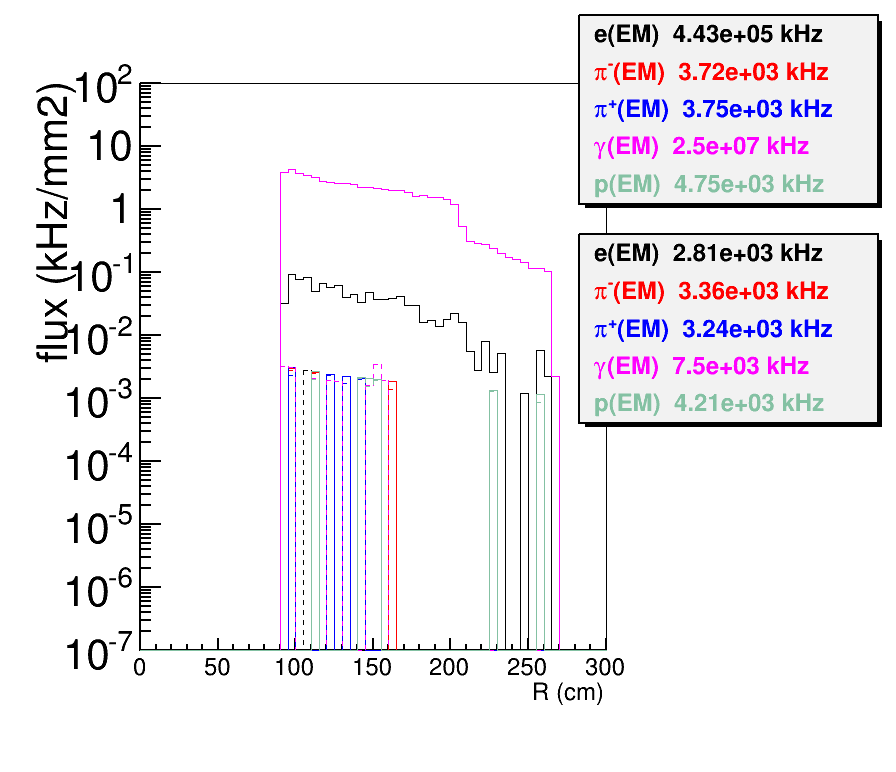 e(EM) 4.43e+05 kHz
π-(EM) 3.72e+03 kHz
π+(EM) 3.75e+03 kHz
γ(EM) 2.5e+07 kHz
p(EM) 4.75e+03 kHz
e(EM) 2.81e+03 kHz
π-(EM) 3.36e+03 kHz
π+(EM) 3.24e+03 kHz
γ(EM) 7.5e+03 kHz
p(EM) 4.21e+03 kHz
flux (kHz/mm2)
10^2
10
1
10^-1
10^-2
10^-3
10^-4
10^-5
10^-6
10^-7
0 50 100 150 200 250 300
R (cm)